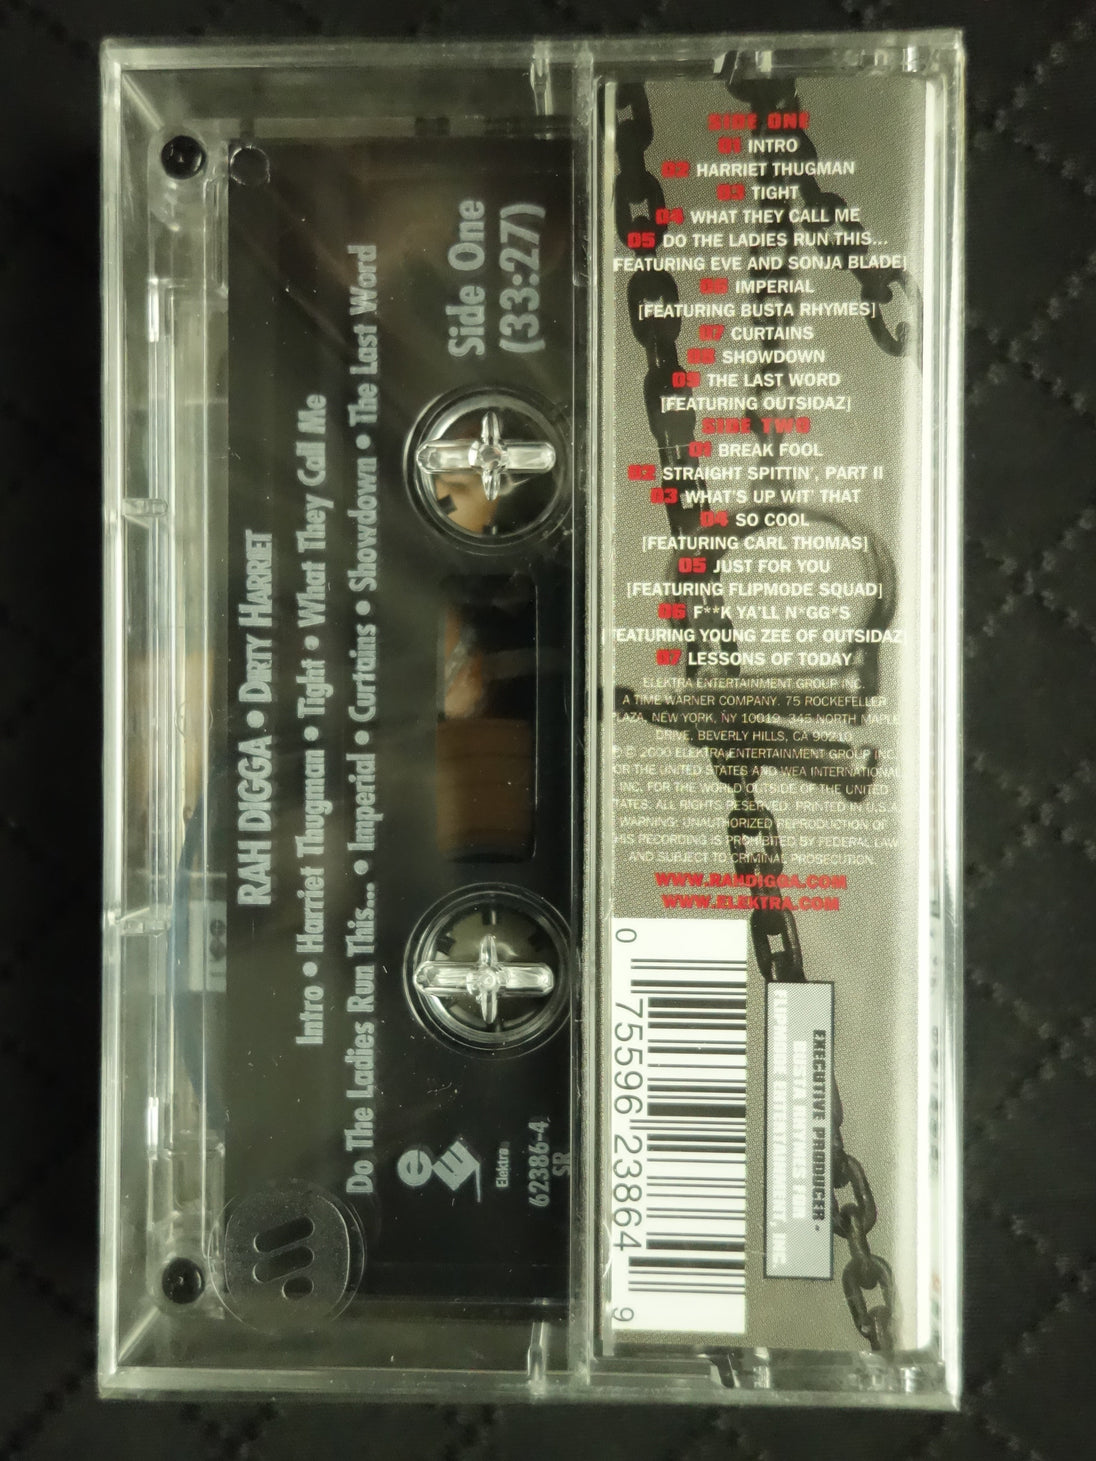 SIDE ONE
01 INTRO
02 HARRIET THUGMAN
03 TIGHT
04 WHAT THEY CALL ME
05 DO THE LADIES RUN THIS...
FEATURING EVE AND SONJA BLADE]
06 IMPERIAL
[FEATURING BUSTA RHYMES]
07 CURTAINS
08 SHOWDOWN
09 THE LAST WORD
[FEATURING OUTSIDAZ]
SIDE TWO
01 BREAK FOOL
02 STRAIGHT SPITTIN', PART II
03 WHAT'S UP WIT' THAT
04 SO COOL
[FEATURING CARL THOMAS]
05 JUST FOR YOU
[FEATURING FLIPMODE SQUAD]
06 F**K YA'LL N*GG*S
FEATURING YOUNG ZEE OF OUTSIDAZ
07 LESSONS OF TODAY
ELEKTRA ENTERTAINMENT GROUP INC.
A TIME WARNER COMPANY. 75 ROCKEFELLER
PLAZA, NEW YORK, NY 10019. 345 NORTH MAPLE
DRIVE, BEVERLY HILLS, CA 90210.
℗ © 2000 ELEKTRA ENTERTAINMENT GROUP INC.
OR THE UNITED STATES AND WEA INTERNATIONAL
INC. FOR THE WORLD OUTSIDE OF THE UNITED
TATES. ALL RIGHTS RESERVED. PRINTED IN U.S.A.
WARNING: UNAUTHORIZED REPRODUCTION OF
HIS RECORDING IS PROHIBITED BY FEDERAL LAW
AND SUBJECT TO CRIMINAL PROSECUTION.
WWW.RAHDIGGA.COM
WWW.ELEKTRA.COM
0 75596 23864 9
EXECUTIVE PRODUCER -
BUSTA RHYMES FOR
FLIPMODE ENTERTAINMENT, INC.
RAH DIGGA • DIRTY HARRIET
Intro • Harriet Thugman • Tight • What They Call Me
Do The Ladies Run This... • Imperial • Curtains • Showdown • The Last Word
Side One
(33:27)
e
Elektra
62386-4
SR